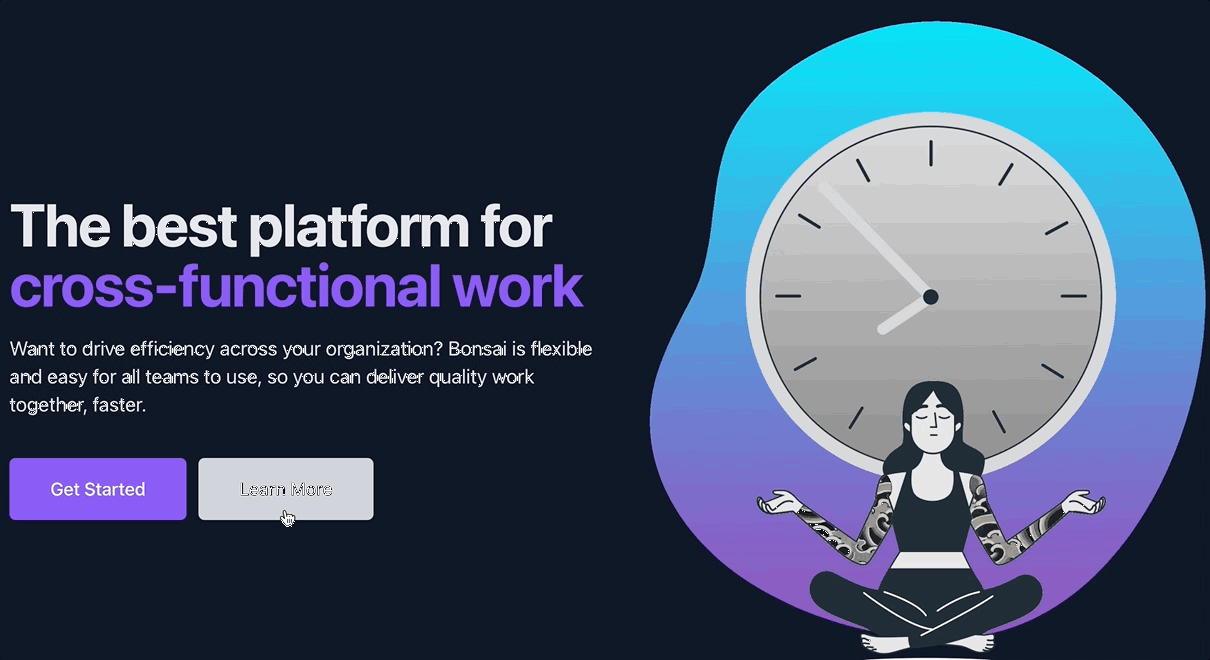 The best platform for
cross-functional work
Want to drive efficiency across your organization? Bonsai is flexible
and easy for all teams to use, so you can deliver quality work
together, faster.
Get Started
Learn More